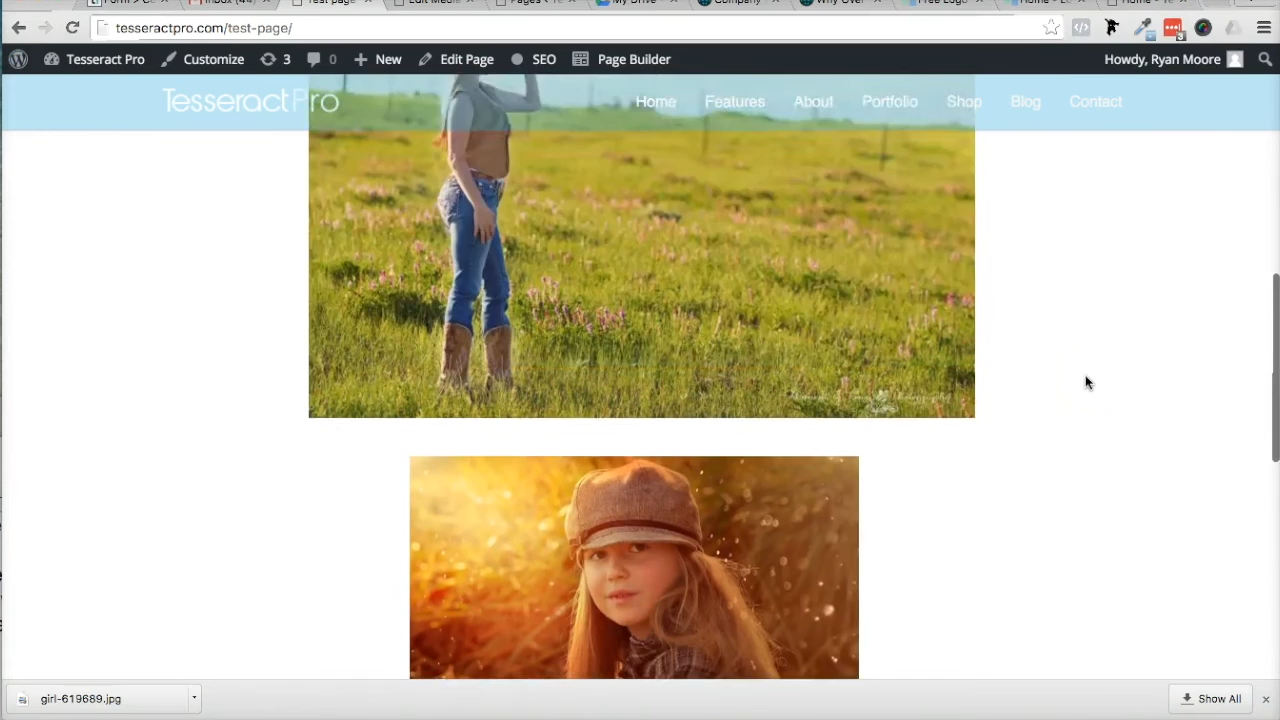 tesseractpro.com/test-page/
Tesseract Pro Customize 3 0 New Edit Page SEO Page Builder Howdy, Ryan Moore
TesseractPro Home Features About Portfolio Shop Blog Contact
girl-619689.jpg Show All